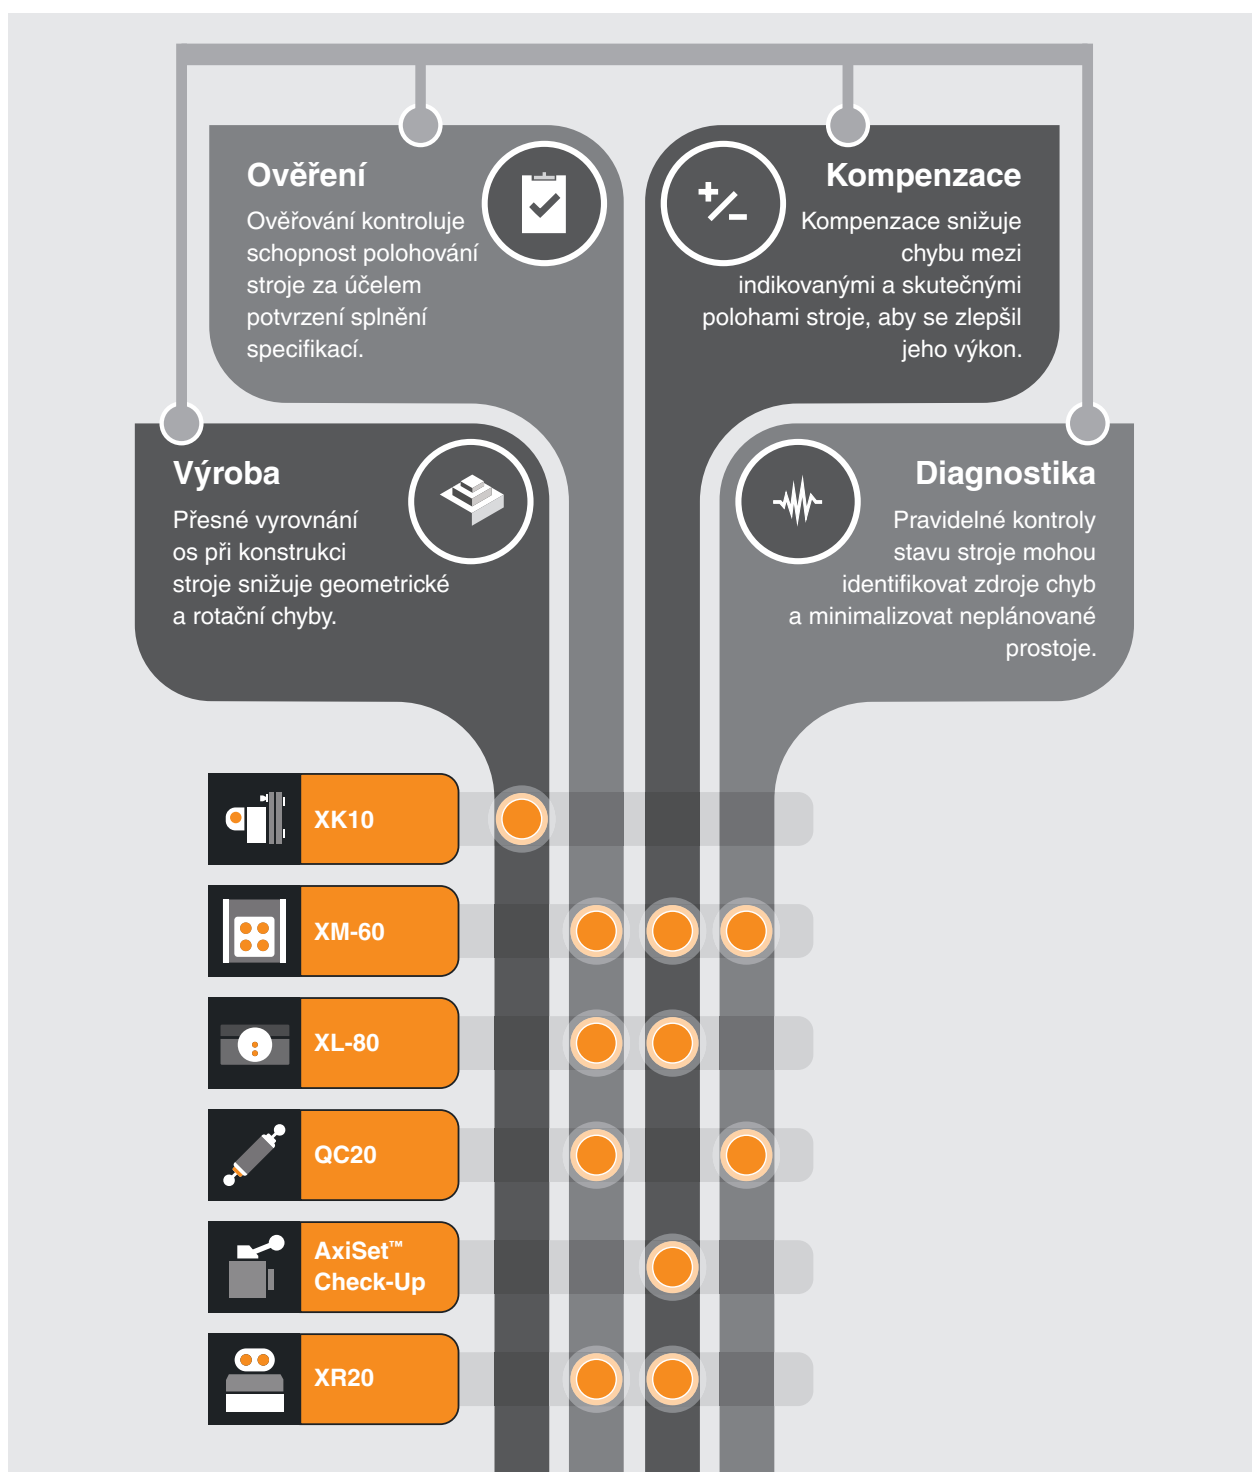 Ověření
Ověřování kontroluje
schopnost polohování
stroje za účelem
potvrzení splnění
specifikací.
Kompenzace
Kompenzace snižuje
chybu mezi
indikovanými a skutečnými
polohami stroje, aby se zlepšil
jeho výkon.
Výroba
Přesné vyrovnání
os při konstrukci
stroje snižuje geometrické
a rotační chyby.
Diagnostika
Pravidelné kontroly
stavu stroje mohou
identifikovat zdroje chyb
a minimalizovat neplánované
prostoje.
XK10
XM-60
XL-80
QC20
AxiSet™
Check-Up
XR20